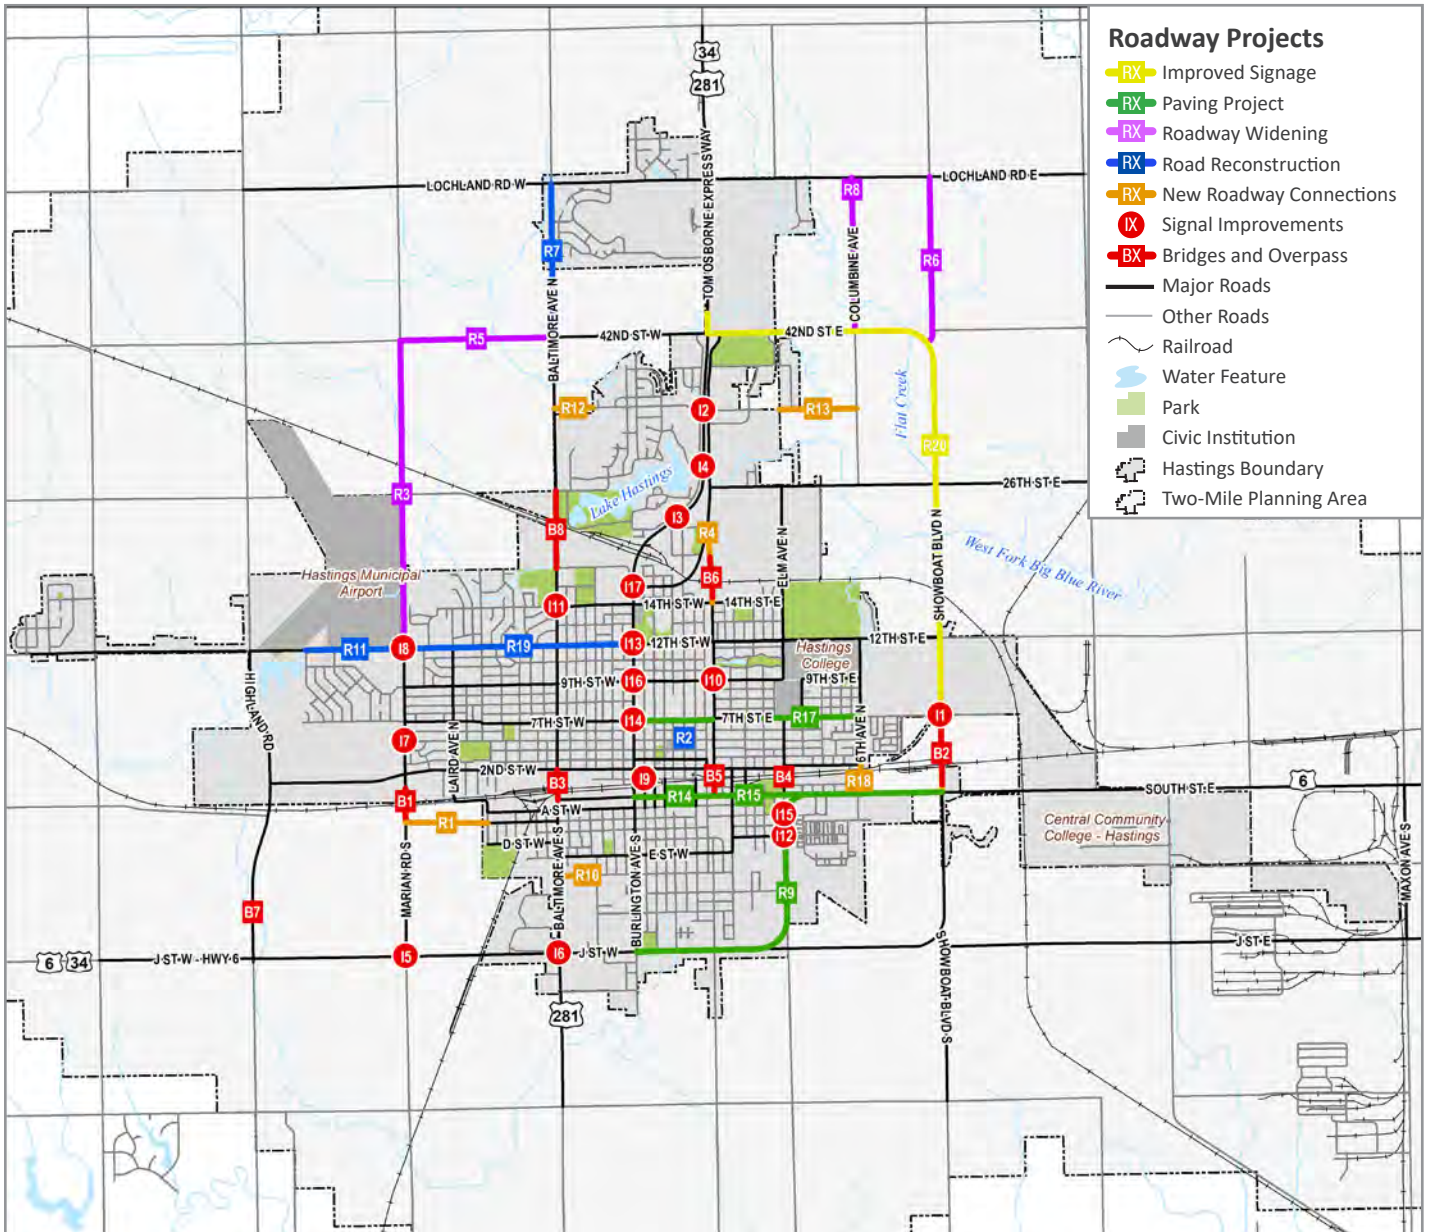 Roadway Projects
RX Improved Signage
RX Paving Project
RX Roadway Widening
RX Road Reconstruction
RX New Roadway Connections
IX Signal Improvements
BX Bridges and Overpass
Major Roads
Other Roads
Railroad
Water Feature
Park
Civic Institution
Hastings Boundary
Two-Mile Planning Area
34
281
TOM OSBORNE EXPRESSWAY
LOCHLAND RD W
LOCHLAND RD E
R8
R7
R6
COLUMBINE AVE
BALTIMORE AVE N
R5
42ND ST W
42ND ST E
Flat Creek
R12
I2
R13
R20
I4
Lake Hastings
26TH ST E
R3
I3
B8
R4
ELM AVE N
SHOWBOAT BLVD N
West Fork Big Blue River
Hastings Municipal
Airport
I17
B6
I11
14TH ST W
14TH ST E
R11
I8
R19
I13
12TH ST W
12TH ST E
Hastings
College
HIGHLAND RD
9TH ST W
I16
I10
9TH ST E
LAIRD AVE N
7TH ST W
I14
7TH ST E
R17
6TH AVE N
I1
I7
R2
B2
2ND ST W
B3
I9
B5
B4
R18
6
B1
A ST W
R14
R15
SOUTH ST E
R1
I15
Central Community
College - Hastings
D ST W
I12
E ST W
MARIAN RD S
BALTIMORE AVE S
R10
BURLINGTON AVE S
R9
MAXON AVE S
B7
6
34
J ST W - HWY 6
I5
I6
J ST W
J ST E
SHOWBOAT BLVD S
281